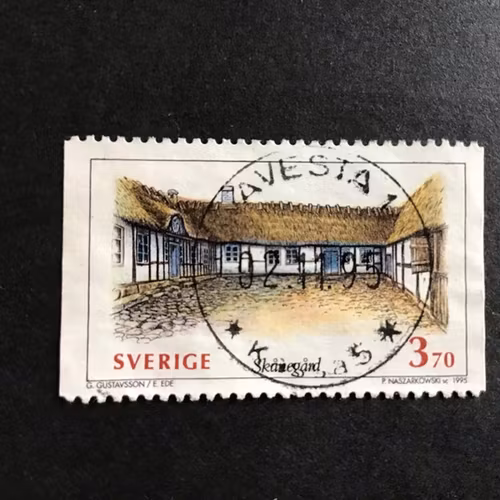 AVESTA 1
02.11.95
SVERIGE
Skånegård
3 70
G. GUSTAVSSON / E. EDE
P. NASZARKOWSKI sc 1995